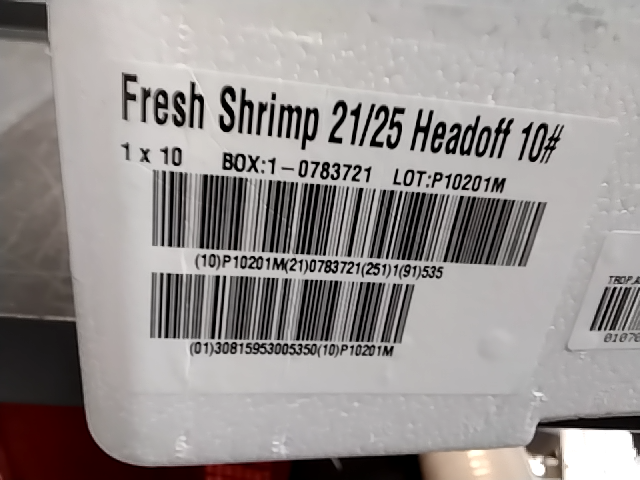 Fresh Shrimp 21/25 Headoff 10#
1 x 10 BOX:1-0783721 LOT:P10201M
(10)P10201M(21)0783721(251)1(91)535
(01)30815953005350(10)P10201M